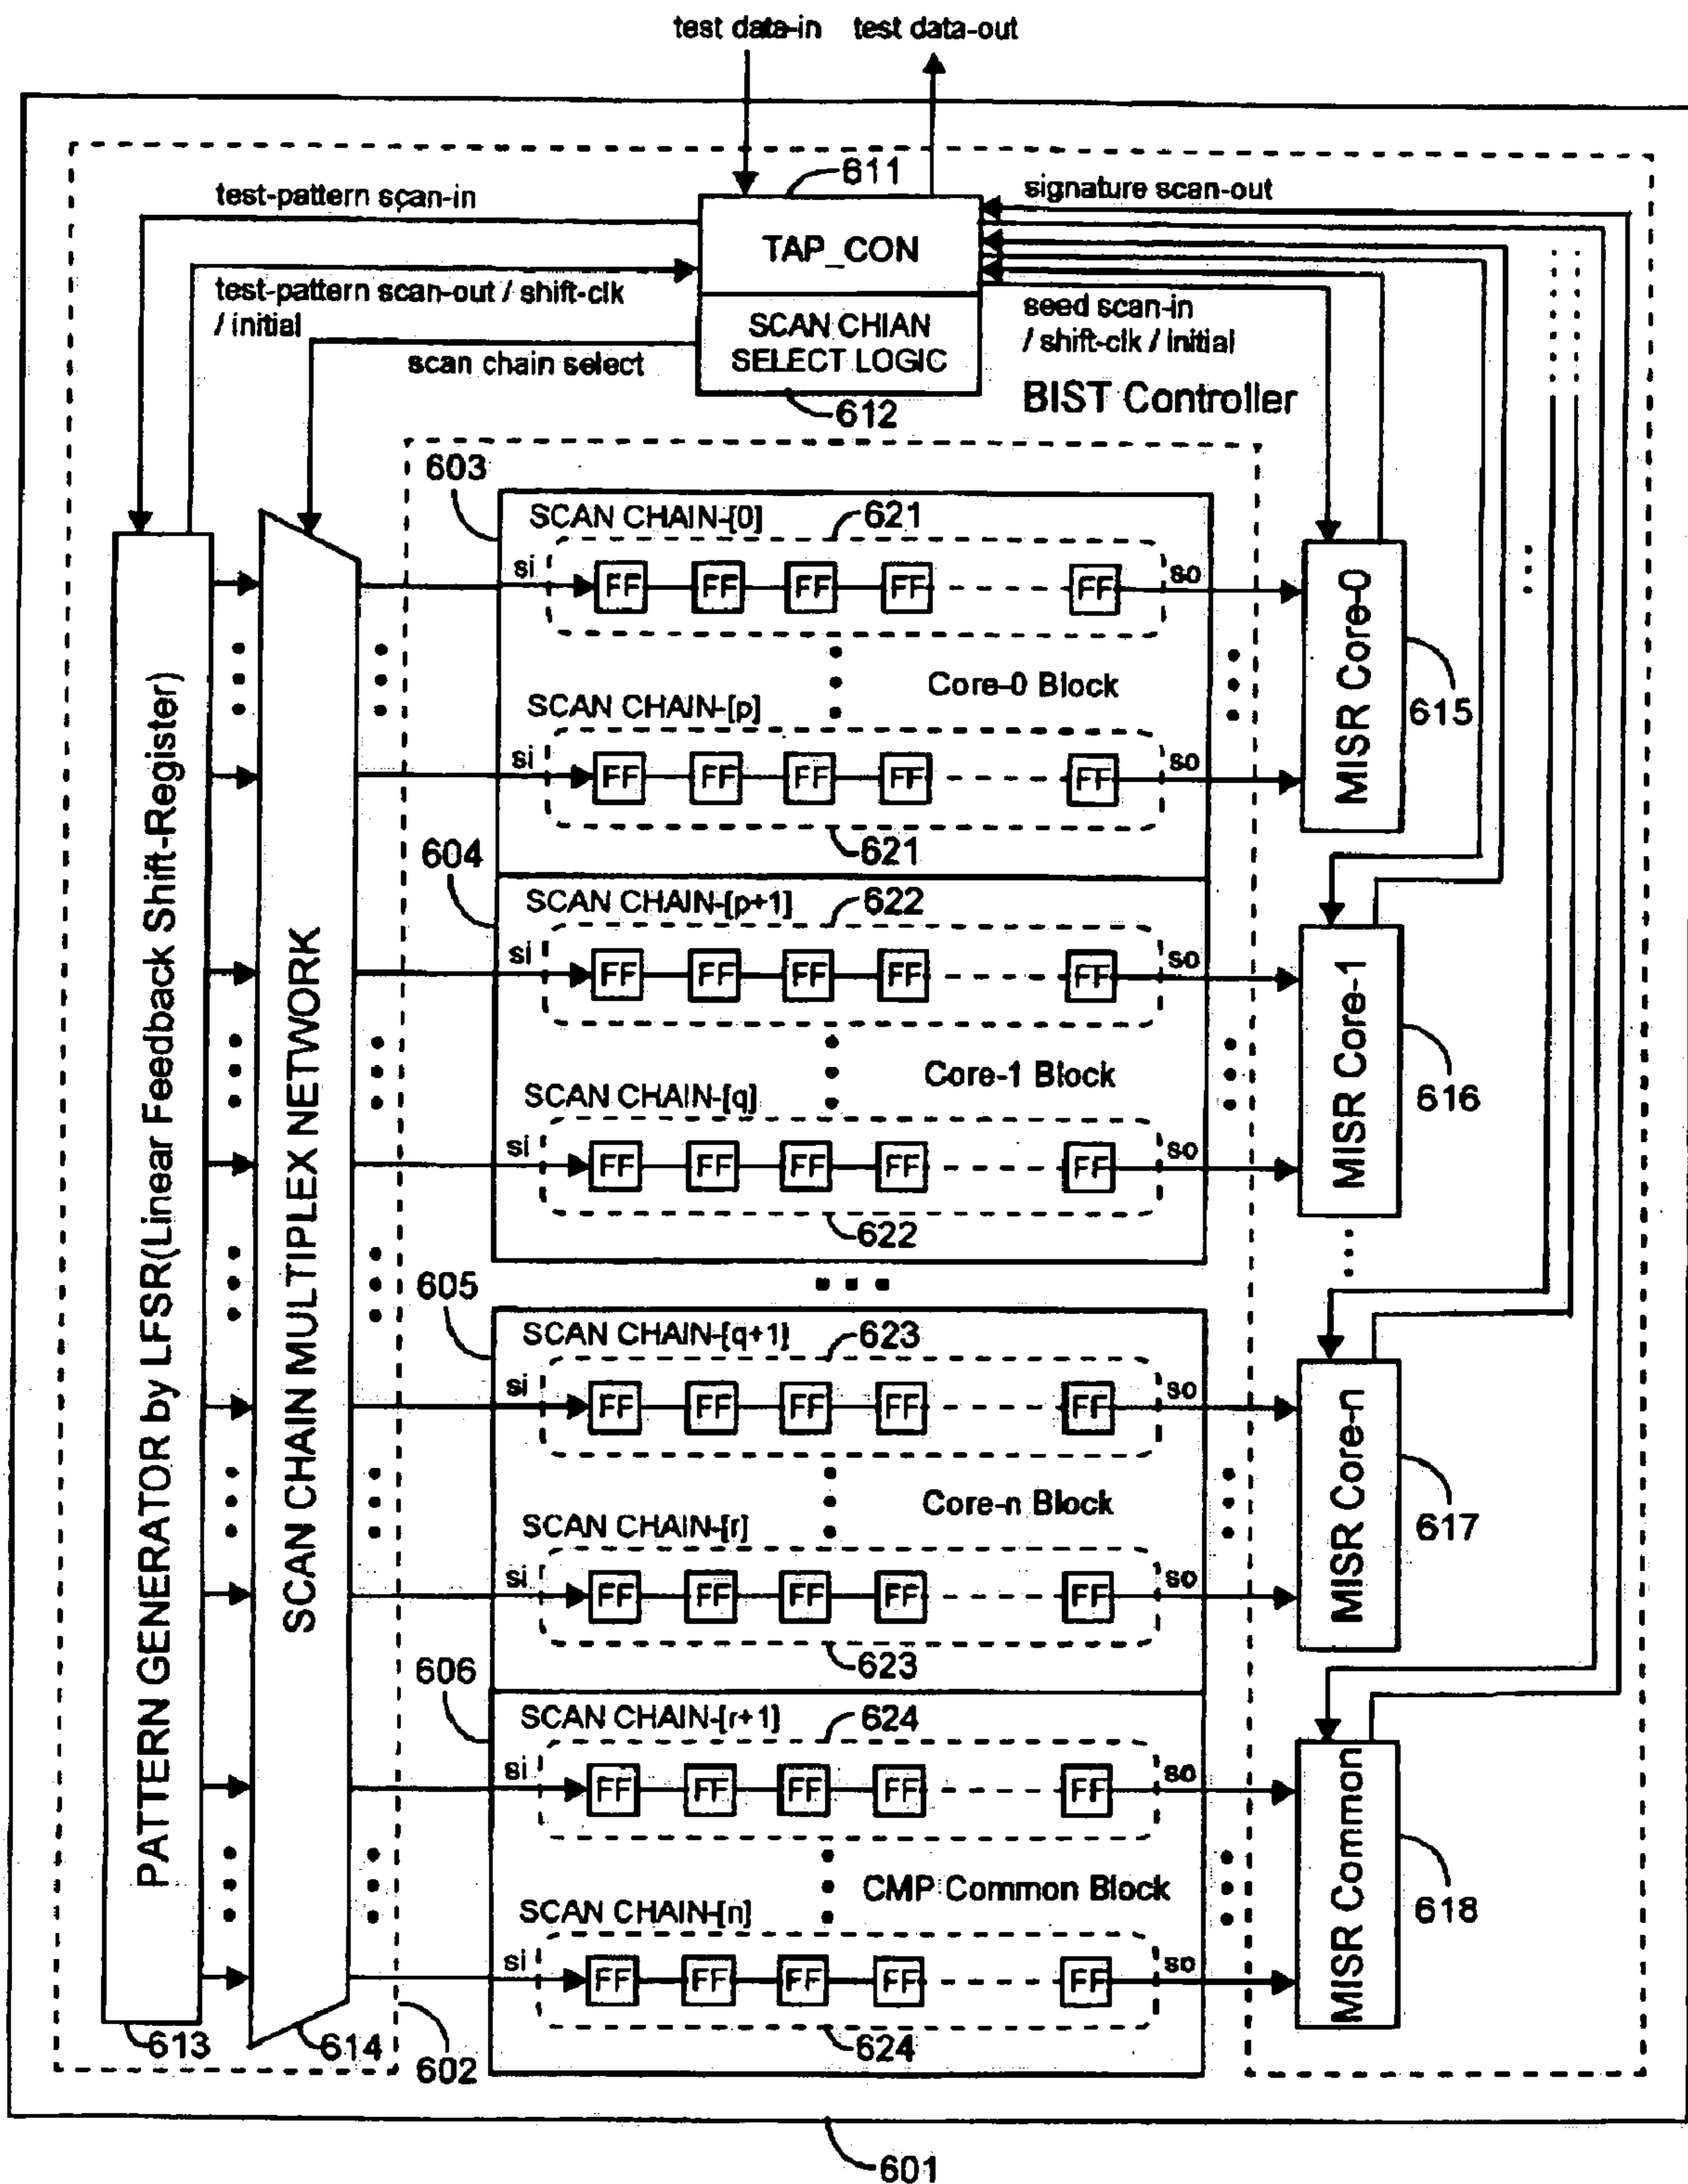 test data-in test data-out
611
test-pattern scan-in
signature scan-out
TAP_CON
test-pattern scan-out / shift-clk
/ initial
seed scan-in
/ shift-clk / initial
SCAN CHIAN
SELECT LOGIC
scan chain select
612
BIST Controller
603
SCAN CHAIN-[0]
621
si FF FF FF FF FF so
Core-0 Block
SCAN CHAIN-[p]
si FF FF FF FF FF so
621
MISR Core-0
615
604
SCAN CHAIN-[p+1]
622
si FF FF FF FF FF so
Core-1 Block
SCAN CHAIN-[q]
si FF FF FF FF FF so
622
MISR Core-1
616
PATTERN GENERATOR by LFSR(Linear Feedback Shift-Register)
SCAN CHAIN MULTIPLEX NETWORK
605
SCAN CHAIN-[q+1]
623
si FF FF FF FF FF so
Core-n Block
SCAN CHAIN-[r]
si FF FF FF FF FF so
623
MISR Core-n
617
606
SCAN CHAIN-[r+1]
624
si FF FF FF FF FF so
CMP Common Block
SCAN CHAIN-[n]
si FF FF FF FF FF so
624
MISR Common
618
613
614
602
601